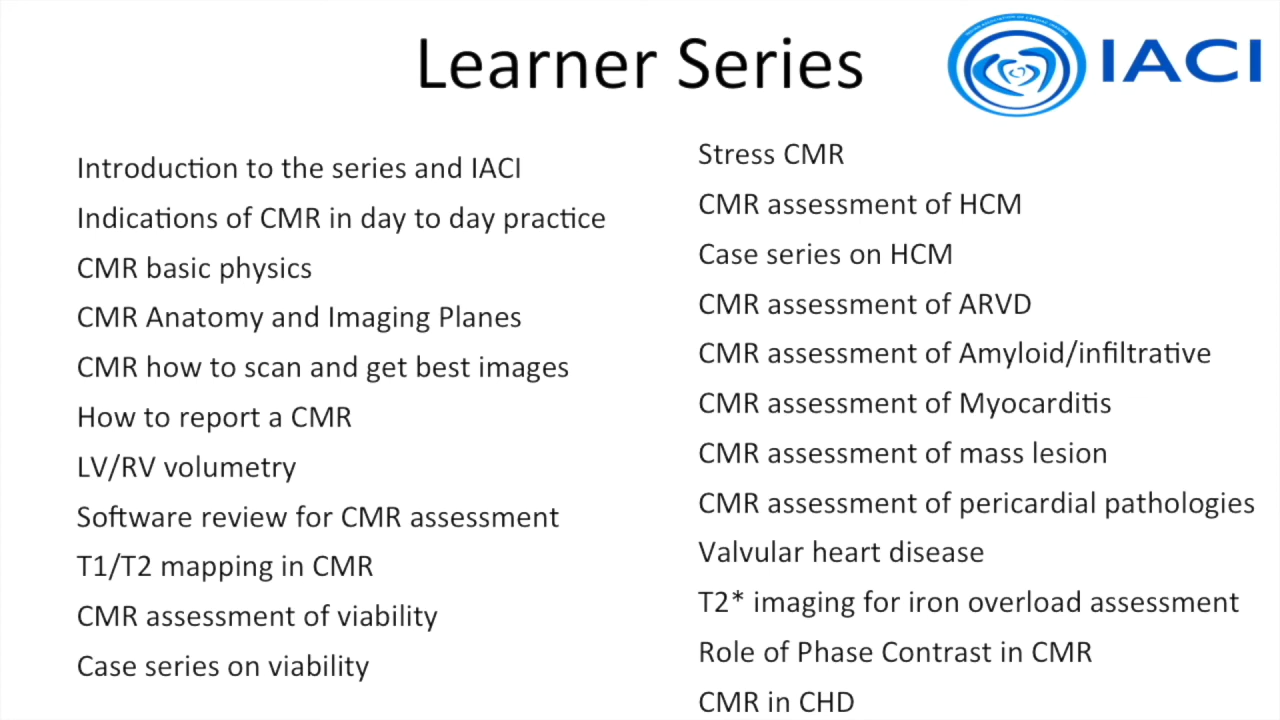 Learner Series
IACI
Introduction to the series and IACI
Indications of CMR in day to day practice
CMR basic physics
CMR Anatomy and Imaging Planes
CMR how to scan and get best images
How to report a CMR
LV/RV volumetry
Software review for CMR assessment
T1/T2 mapping in CMR
CMR assessment of viability
Case series on viability
Stress CMR
CMR assessment of HCM
Case series on HCM
CMR assessment of ARVD
CMR assessment of Amyloid/infiltrative
CMR assessment of Myocarditis
CMR assessment of mass lesion
CMR assessment of pericardial pathologies
Valvular heart disease
T2* imaging for iron overload assessment
Role of Phase Contrast in CMR
CMR in CHD